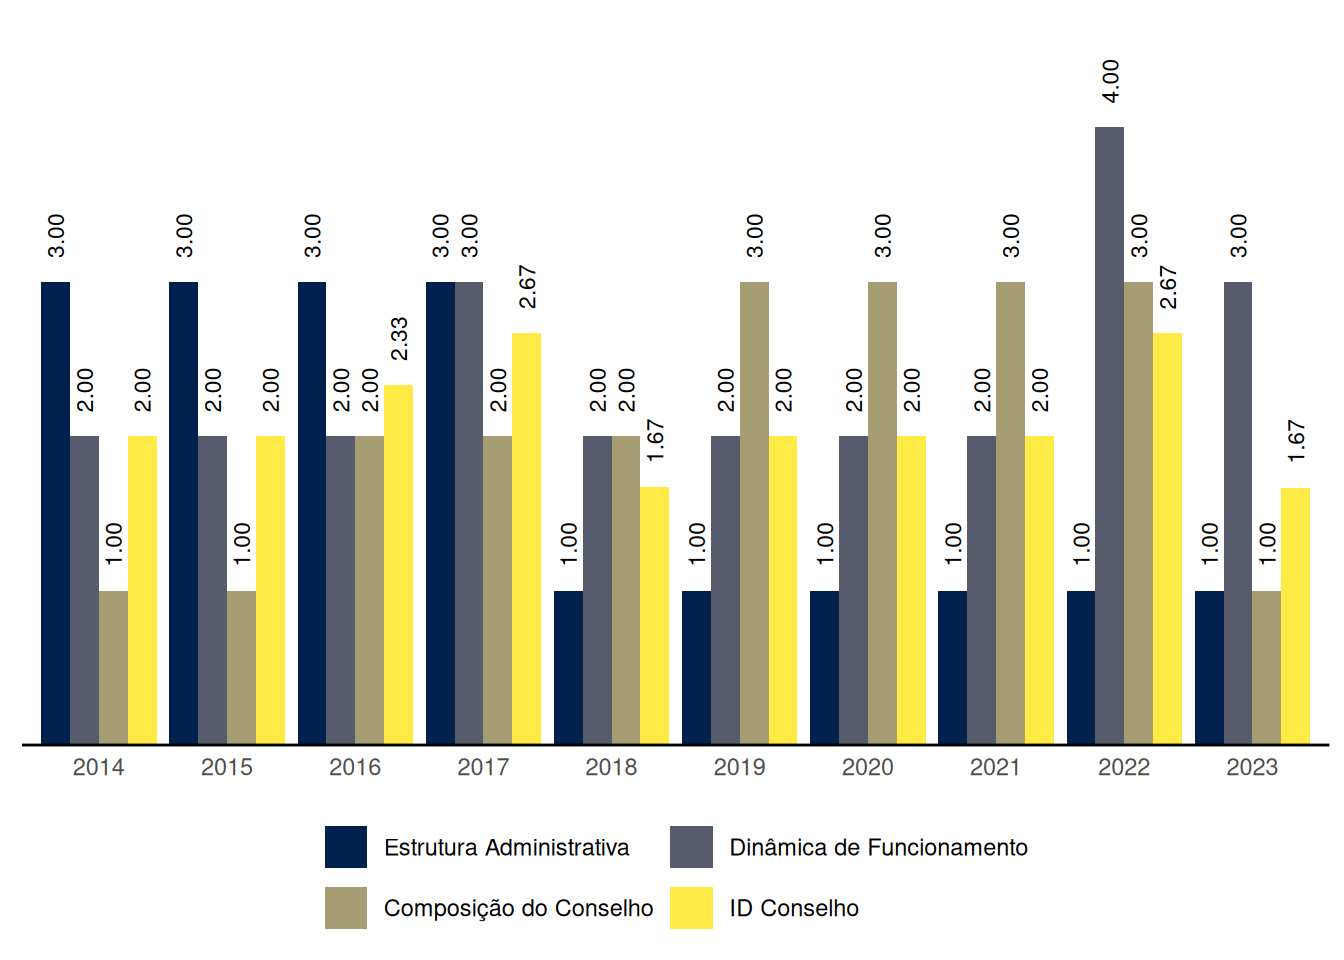 4.00
3.00 3.00 3.00 3.00 3.00 3.00 3.00 3.00 3.00 3.00
2.33 2.67 2.67
2.00 2.00 2.00 2.00 2.00 2.00 2.00 2.00 2.00 2.00 2.00 2.00 2.00 2.00 2.00 2.00
1.67 1.67
1.00 1.00 1.00 1.00 1.00 1.00 1.00 1.00 1.00
2014 2015 2016 2017 2018 2019 2020 2021 2022 2023
Estrutura Administrativa Dinâmica de Funcionamento
Composição do Conselho ID Conselho